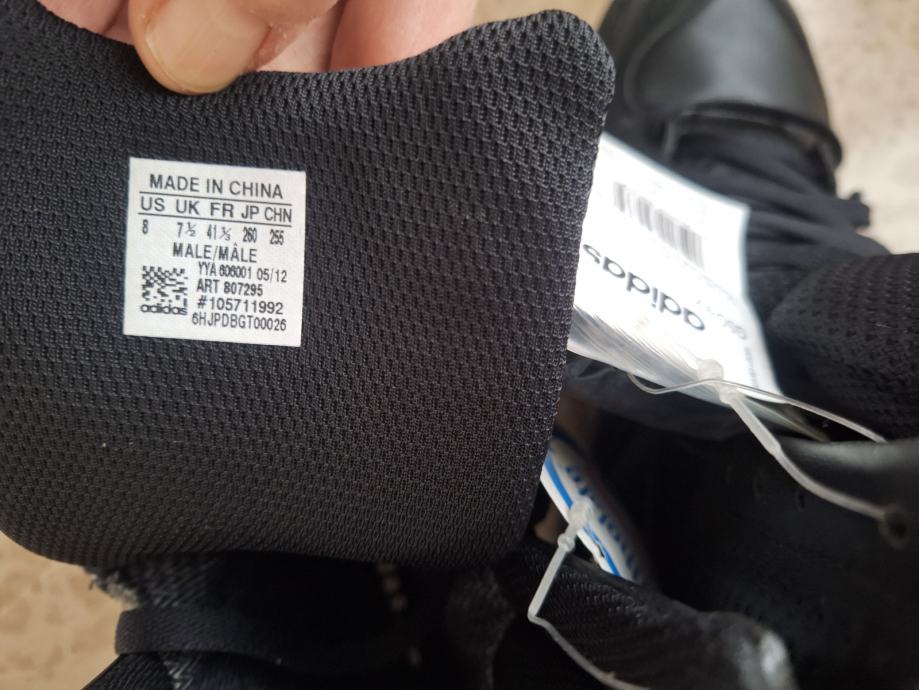 MADE IN CHINA
US UK FR JP CHN
8 7½ 41⅓ 260 255
MALE/MÂLE
YYA 606001 05/12
ART 807295
#105711992
adidas 6HJPDBGT00026
adidas